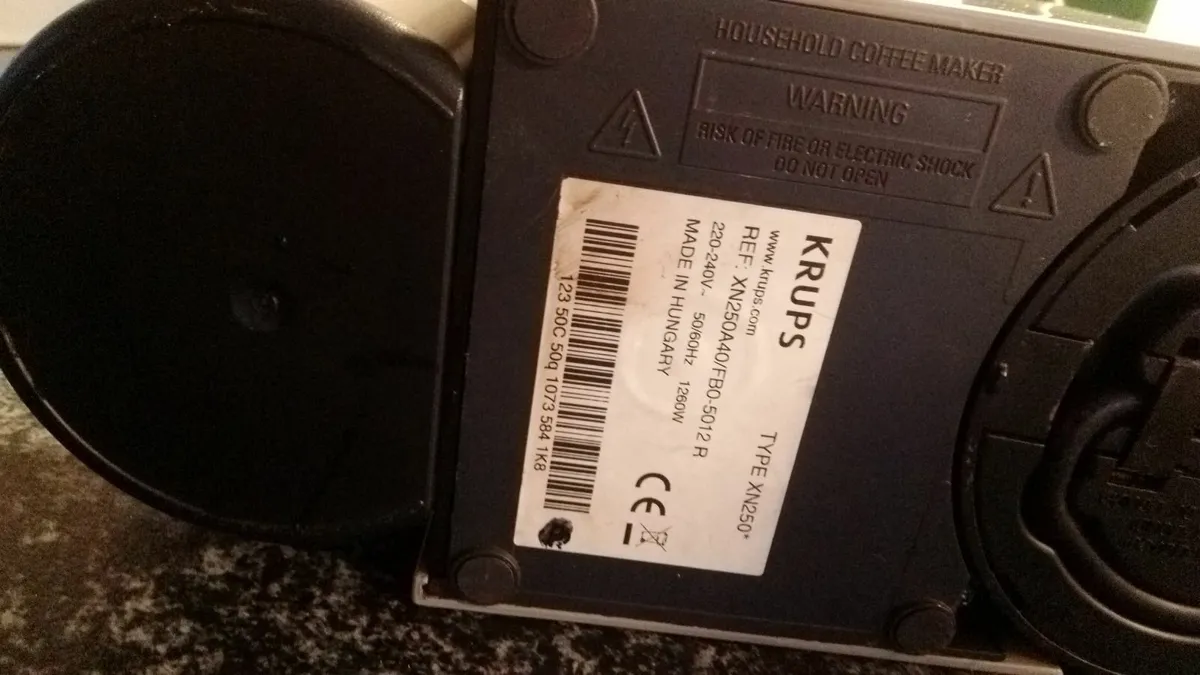 HOUSEHOLD COFFEE MAKER
WARNING
RISK OF FIRE OR ELECTRIC SHOCK
DO NOT OPEN
KRUPS TYPE XN250*
www.krups.com
REF: XN250A40/FB0-5012 R
220-240V~ 50/60Hz 1260W
MADE IN HUNGARY
CE
123 50C 50q 1073 584 1K8